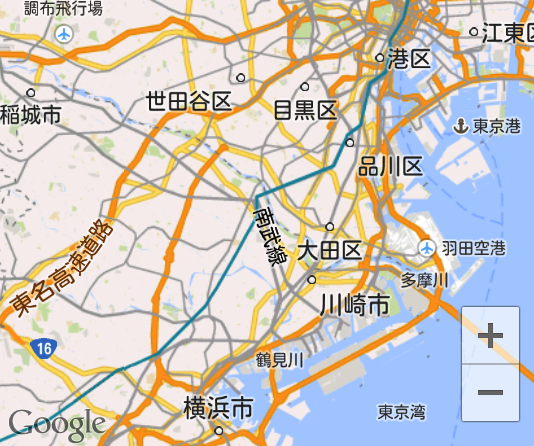 調布飛行場
江東区
港区
稲城市
世田谷区
目黒区
東京港
品川区
南武線
大田区
羽田空港
東名高速道路
多摩川
川崎市
+
16
鶴見川
−
横浜市
東京湾
Google